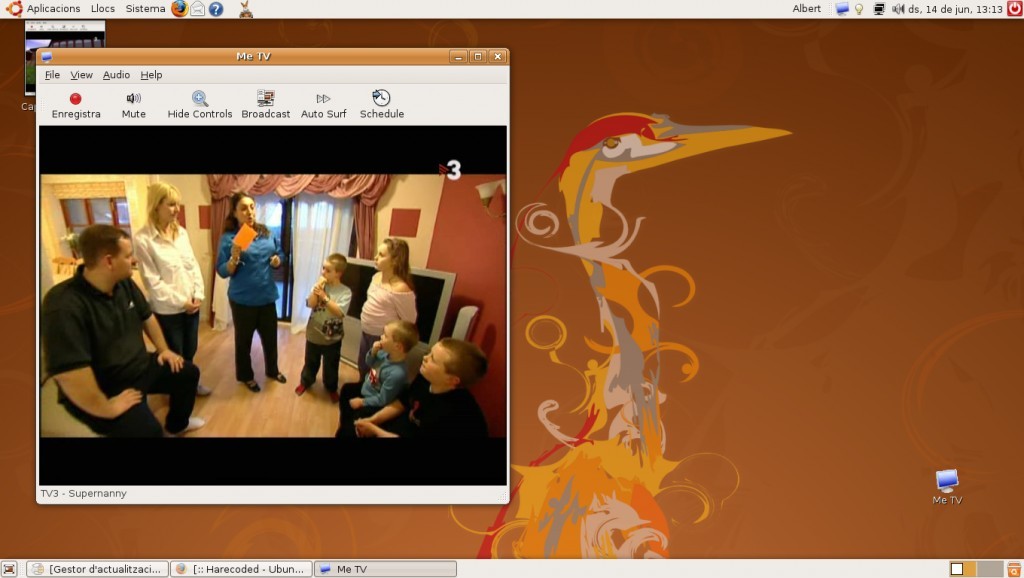 Aplicacions Llocs Sistema Albert ds, 14 de jun, 13:13
Me TV
File View Audio Help
Enregistra Mute Hide Controls Broadcast Auto Surf Schedule
3
TV3 - Supernanny
Me TV
[Gestor d'actualitzaci... [:: Harecoded - Ubun... Me TV